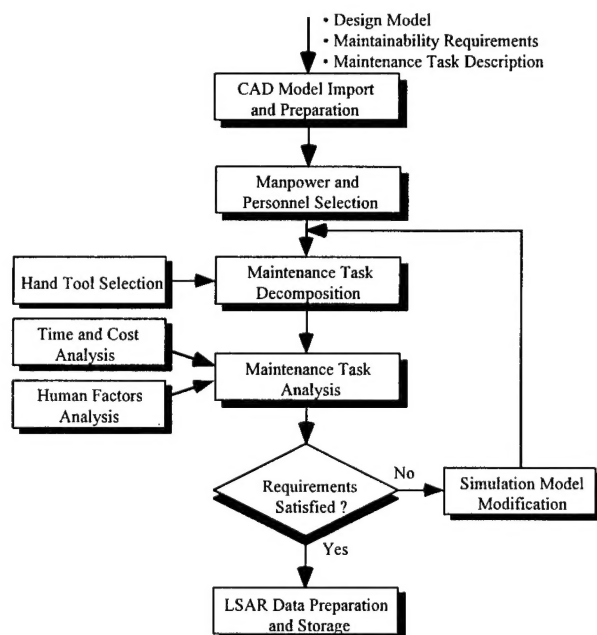 • Design Model
• Maintainability Requirements
• Maintenance Task Description
CAD Model Import
and Preparation
Manpower and
Personnel Selection
Hand Tool Selection
Maintenance Task
Decomposition
Time and Cost
Analysis
Maintenance Task
Analysis
Human Factors
Analysis
Requirements
Satisfied ?
No
Simulation Model
Modification
Yes
LSAR Data Preparation
and Storage